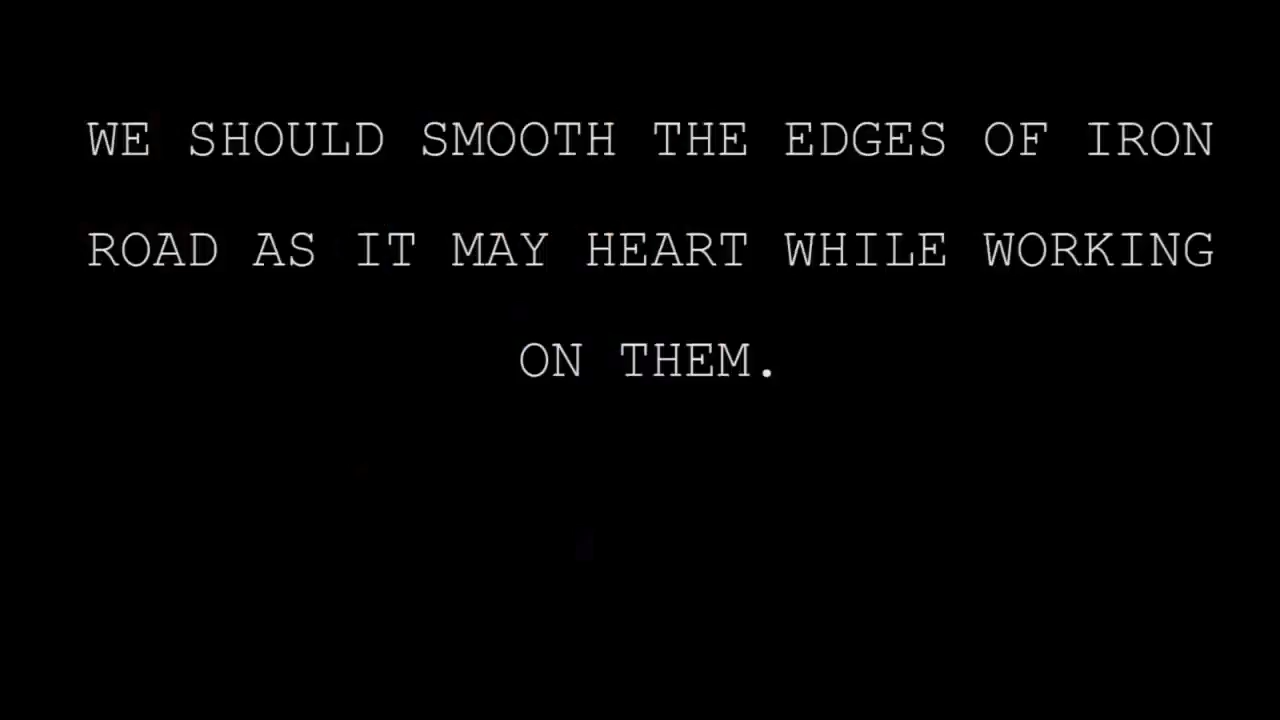 WE SHOULD SMOOTH THE EDGES OF IRON
ROAD AS IT MAY HEART WHILE WORKING
ON THEM.